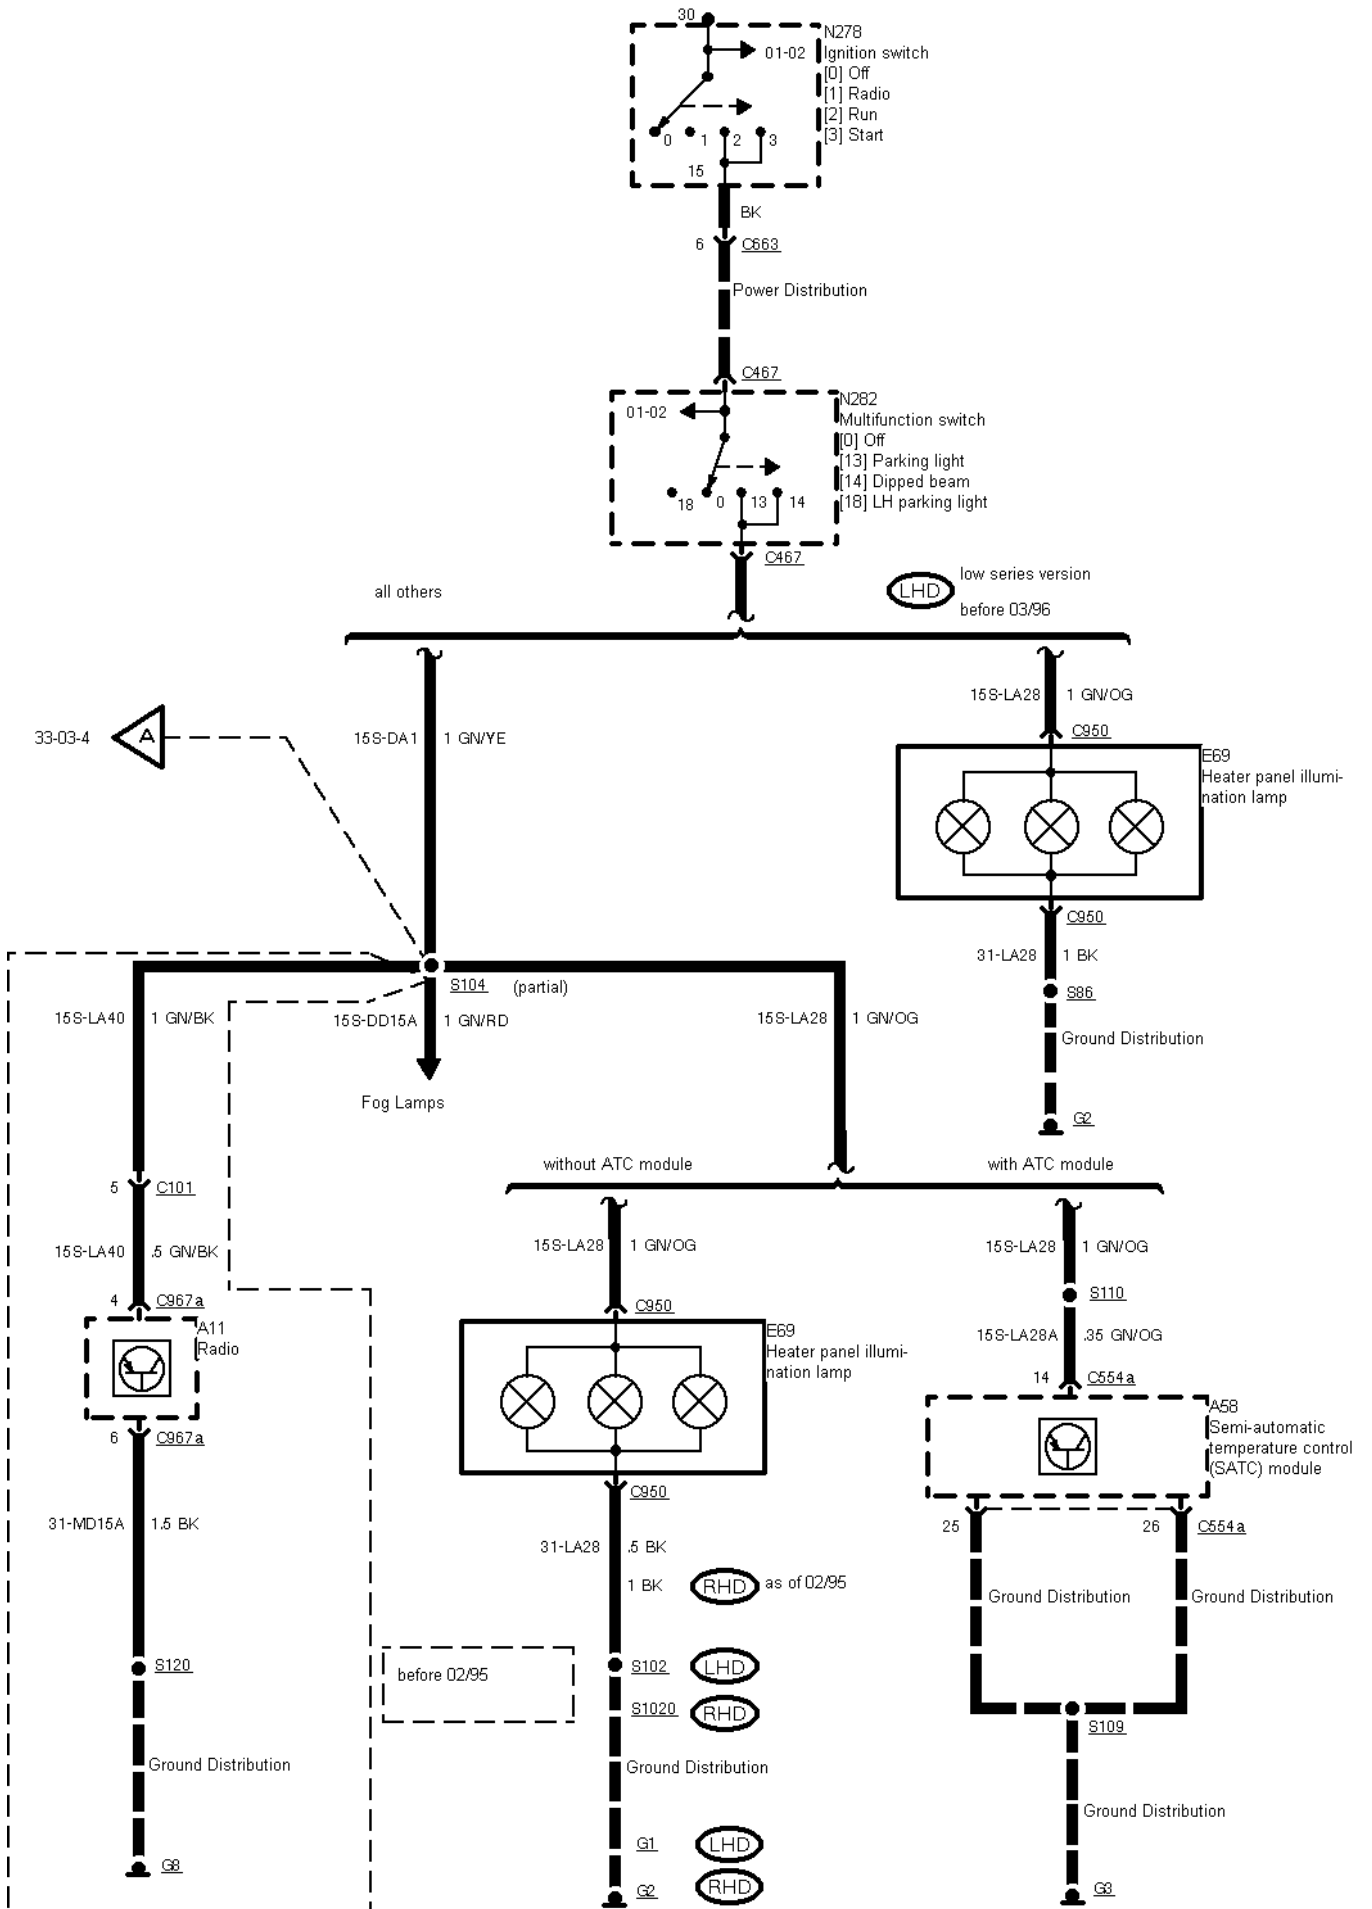 30
N278
Ignition switch
[0] Off
[1] Radio
[2] Run
[3] Start
01-02
0
1
2
3
15
BK
6
C663
Power Distribution
C467
N282
Multifunction switch
[0] Off
[13] Parking light
[14] Dipped beam
[18] LH parking light
01-02
18
0
13
14
C467
all others
LHD
low series version
before 03/96
15S-LA28
1 GN/OG
C950
33-03-4
A
15S-DA1
1 GN/YE
E69
Heater panel illumi-
nation lamp
C950
31-LA28
1 BK
S104
(partial)
S86
15S-LA40
1 GN/BK
15S-DD15A
1 GN/RD
15S-LA28
1 GN/OG
Ground Distribution
Fog Lamps
G2
without ATC module
with ATC module
5
C101
15S-LA40
.5 GN/BK
15S-LA28
1 GN/OG
15S-LA28
1 GN/OG
S110
4
C967a
C950
A11
Radio
E69
Heater panel illumi-
nation lamp
15S-LA28A
.35 GN/OG
14
C554a
A58
Semi-automatic
temperature control
(SATC) module
6
C967a
C950
31-MD15A
1.5 BK
25
26
C554a
31-LA28
.5 BK
1 BK
RHD
as of 02/95
Ground Distribution
Ground Distribution
S120
before 02/95
S102
LHD
S1020
RHD
S109
Ground Distribution
Ground Distribution
Ground Distribution
G1
LHD
G8
G2
RHD
G3